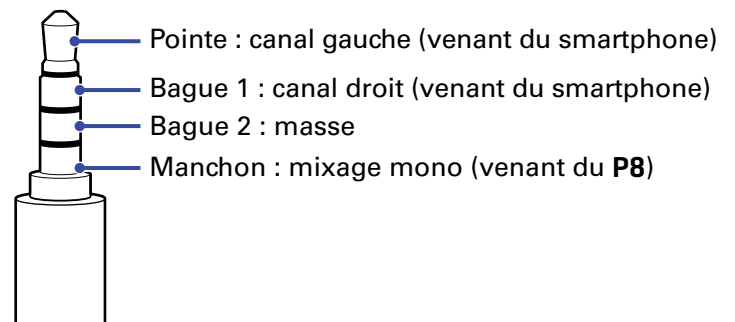 Pointe : canal gauche (venant du smartphone)
Bague 1 : canal droit (venant du smartphone)
Bague 2 : masse
Manchon : mixage mono (venant du P8)